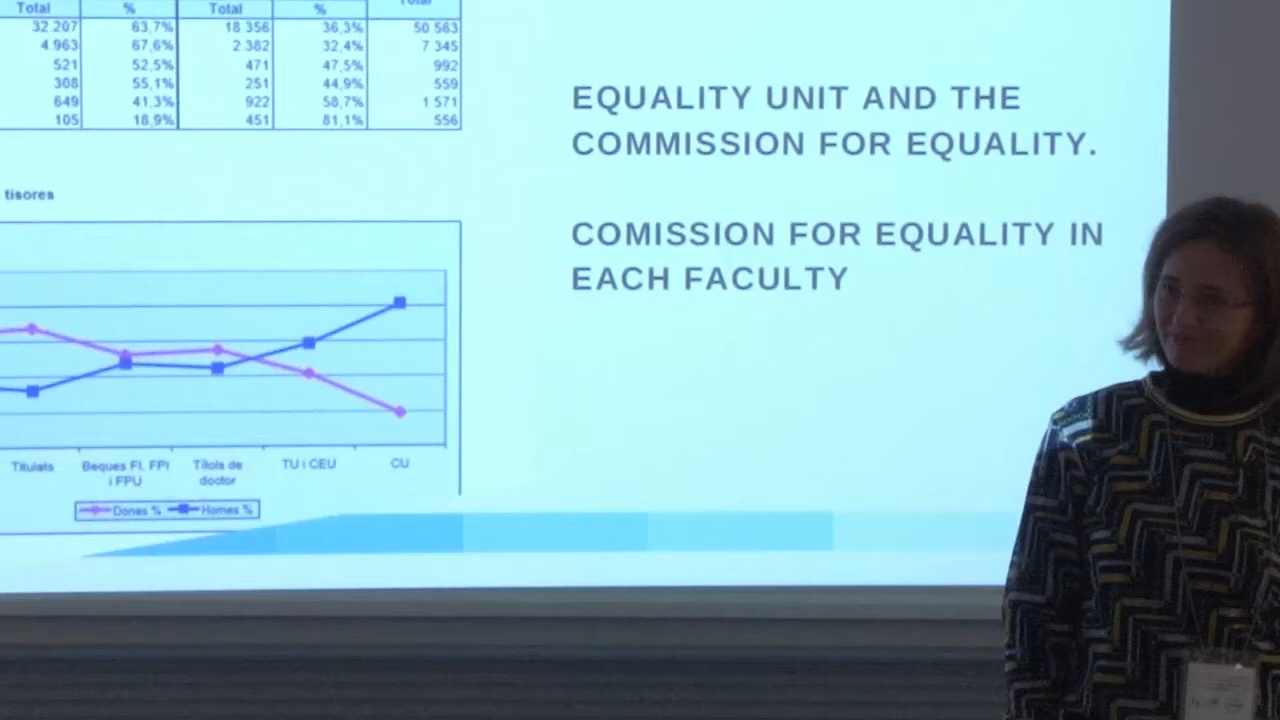 Total % Total % Total
32.207 63,7% 18.356 36,3% 50 563
4.963 67,6% 2.382 32,4% 7 345
521 52,5% 471 47,5% 992
308 55,1% 251 44,9% 559
649 41.3% 922 58,7% 1 571
105 18,9% 451 81,1% 556
tisores
Titulats Beques FI, FPI Títols de TU i CEU CU
i FPU doctor
Dones % Homes %
EQUALITY UNIT AND THE
COMMISSION FOR EQUALITY.
COMISSION FOR EQUALITY IN
EACH FACULTY